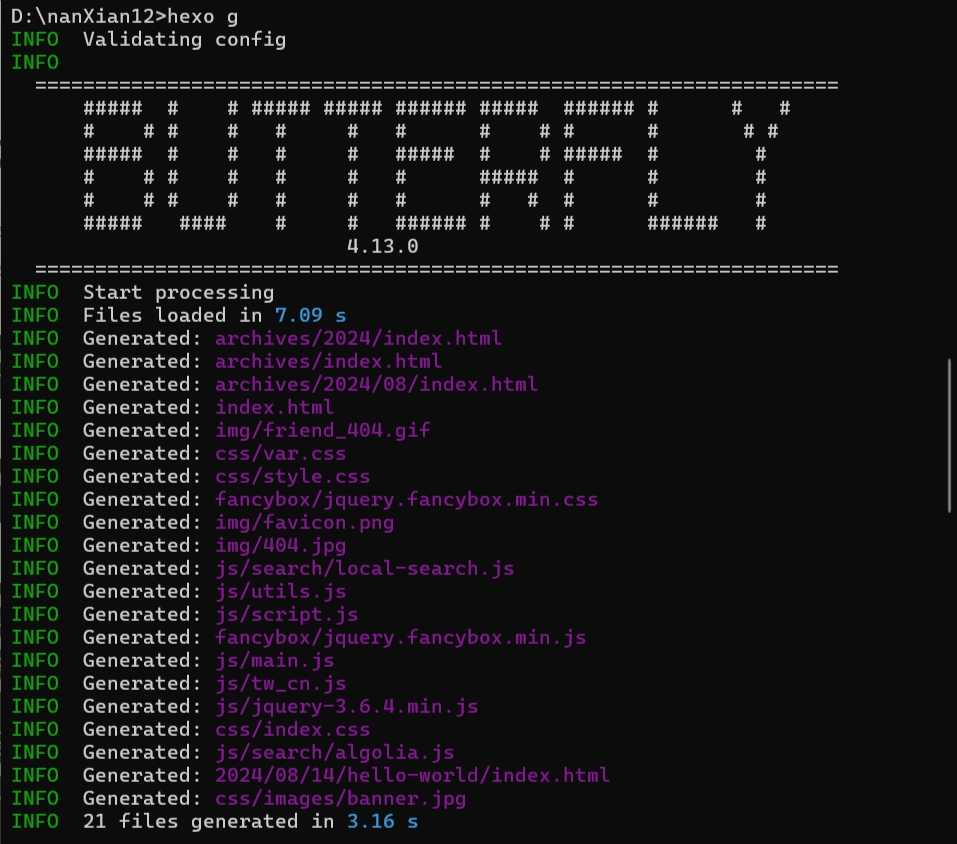 D:\nanXian12>hexo g
INFO  Validating config
INFO
  ===================================================================
      #####  #    # ##### ##### ###### #####  ###### #      #   #
      #    # #    #   #     #   #      #    # #      #       # #
      #####  #    #   #     #   #####  #    # #####  #        #
      #    # #    #   #     #   #      #####  #      #        #
      #    # #    #   #     #   #      #   #  #      #        #
      #####   ####    #     #   ###### #    # #      ######   #
                            4.13.0
  ===================================================================
INFO  Start processing
INFO  Files loaded in 7.09 s
INFO  Generated: archives/2024/index.html
INFO  Generated: archives/index.html
INFO  Generated: archives/2024/08/index.html
INFO  Generated: index.html
INFO  Generated: img/friend_404.gif
INFO  Generated: css/var.css
INFO  Generated: css/style.css
INFO  Generated: fancybox/jquery.fancybox.min.css
INFO  Generated: img/favicon.png
INFO  Generated: img/404.jpg
INFO  Generated: js/search/local-search.js
INFO  Generated: js/utils.js
INFO  Generated: js/script.js
INFO  Generated: fancybox/jquery.fancybox.min.js
INFO  Generated: js/main.js
INFO  Generated: js/tw_cn.js
INFO  Generated: js/jquery-3.6.4.min.js
INFO  Generated: css/index.css
INFO  Generated: js/search/algolia.js
INFO  Generated: 2024/08/14/hello-world/index.html
INFO  Generated: css/images/banner.jpg
INFO  21 files generated in 3.16 s